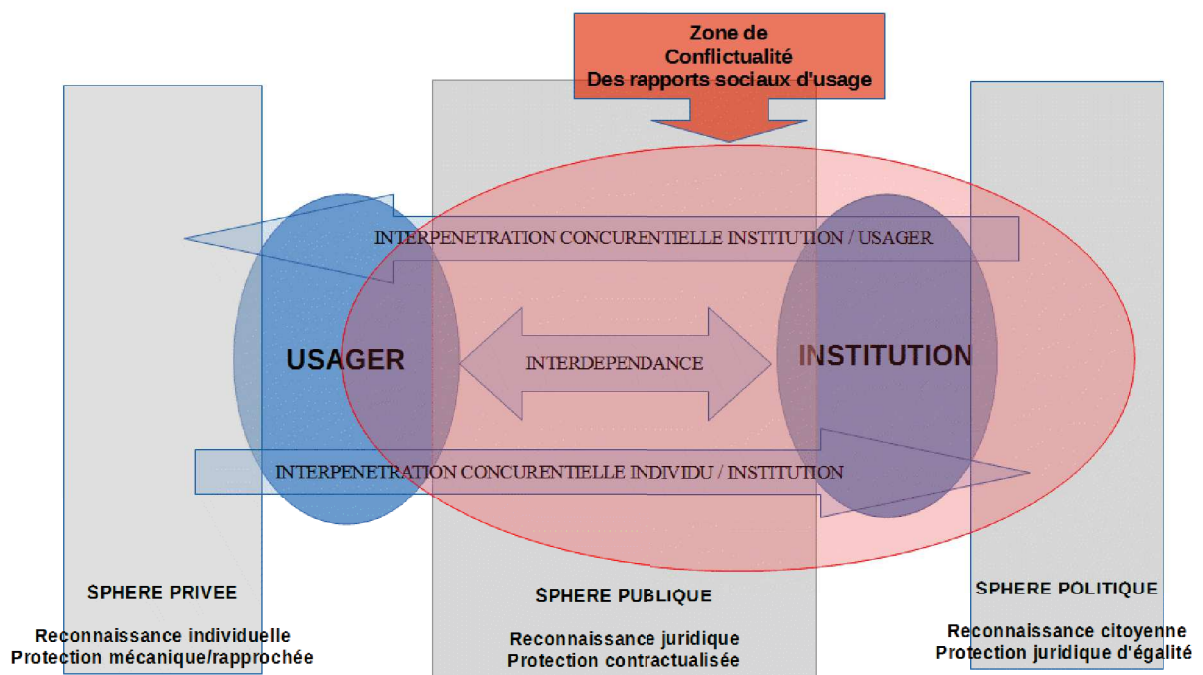 Zone de
Conflictualité
Des rapports sociaux d'usage
INTERPENETRATION CONCURENTIELLE INSTITUTION / USAGER
USAGER
INTERDEPENDANCE
INSTITUTION
INTERPENETRATION CONCURENTIELLE INDIVIDU / INSTITUTION
SPHERE PRIVEE
Reconnaissance individuelle
Protection mécanique/rapprochée
SPHERE PUBLIQUE
Reconnaissance juridique
Protection contractualisée
SPHERE POLITIQUE
Reconnaissance citoyenne
Protection juridique d'égalité